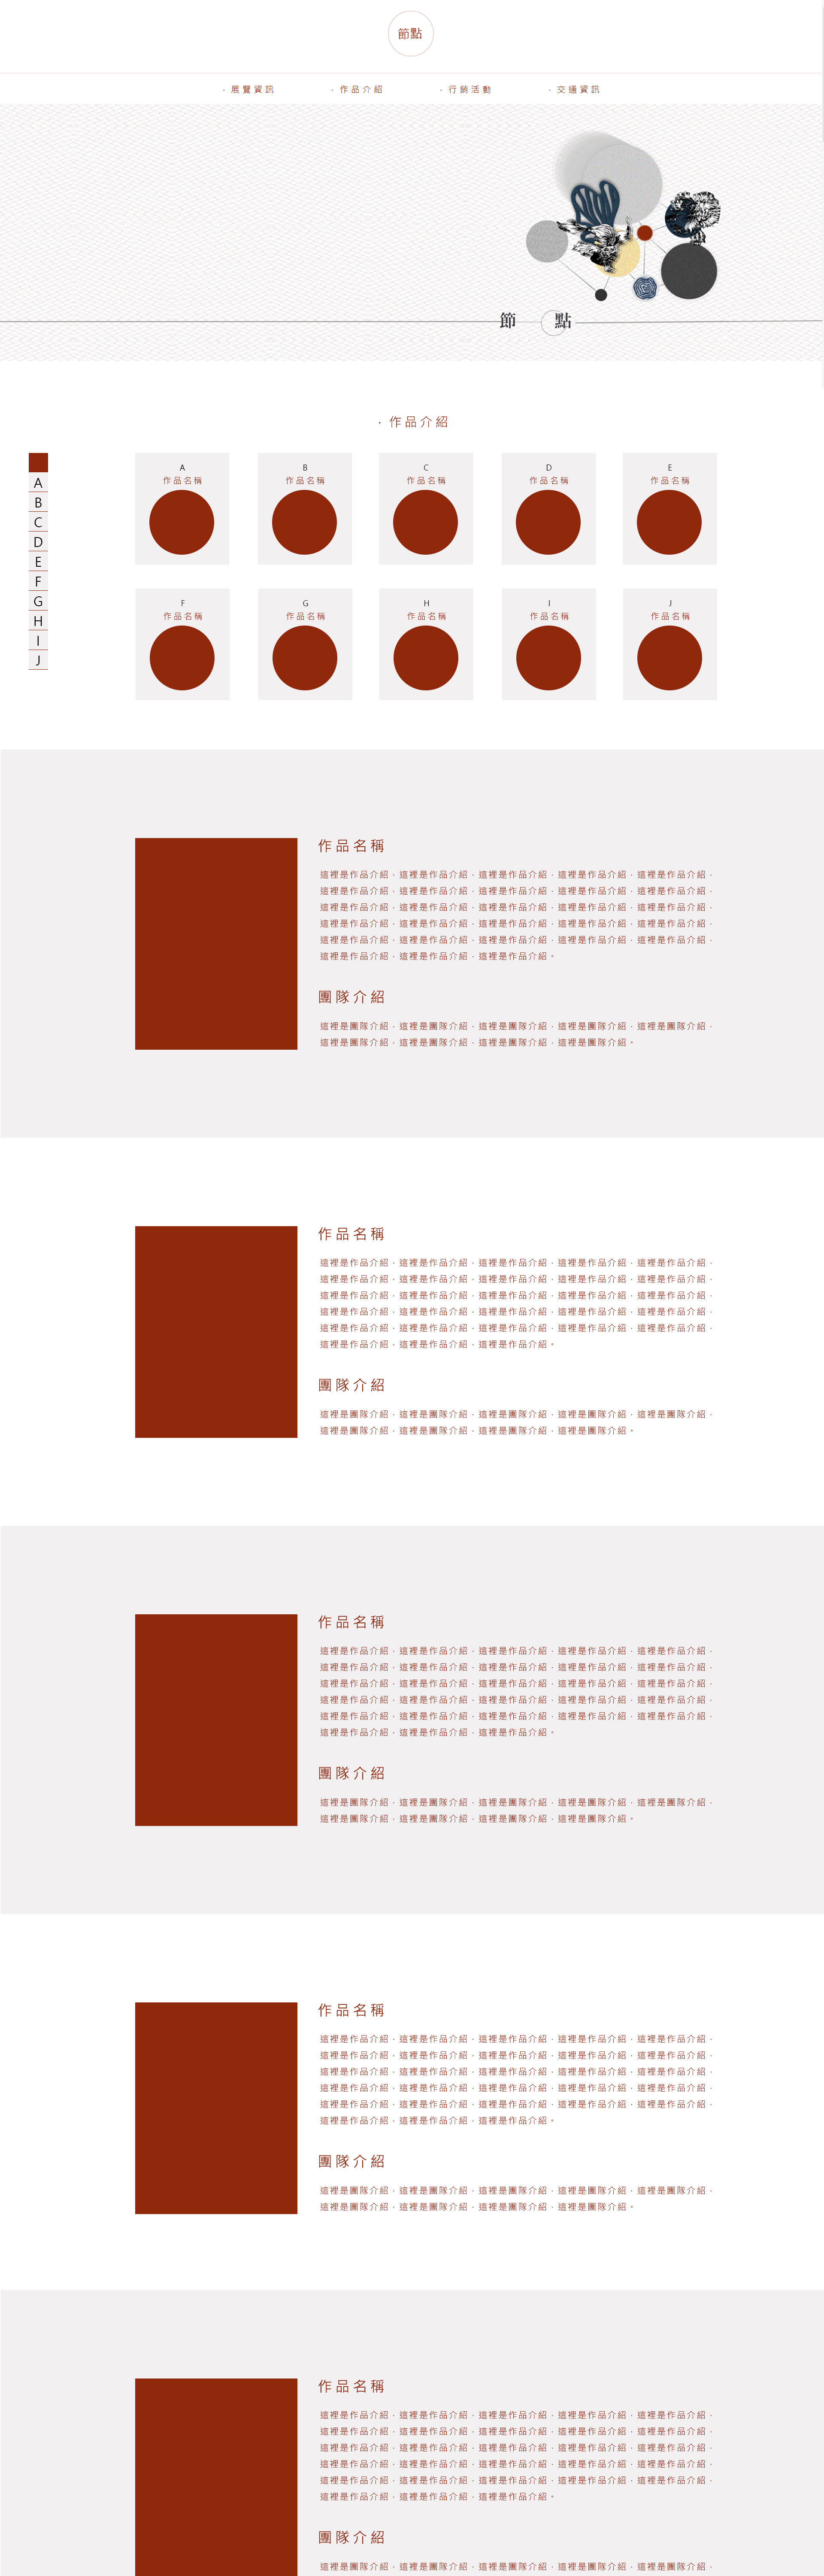 節點
· 展覽資訊
· 作品介紹
· 行銷活動
· 交通資訊
節 點
· 作品介紹
A
B
C
D
E
F
G
H
I
J
A
作品名稱
B
作品名稱
C
作品名稱
D
作品名稱
E
作品名稱
F
作品名稱
G
作品名稱
H
作品名稱
I
作品名稱
J
作品名稱
作品名稱
這裡是作品介紹，這裡是作品介紹，這裡是作品介紹，這裡是作品介紹，這裡是作品介紹，
這裡是作品介紹，這裡是作品介紹，這裡是作品介紹，這裡是作品介紹，這裡是作品介紹，
這裡是作品介紹，這裡是作品介紹，這裡是作品介紹，這裡是作品介紹，這裡是作品介紹，
這裡是作品介紹，這裡是作品介紹，這裡是作品介紹，這裡是作品介紹，這裡是作品介紹，
這裡是作品介紹，這裡是作品介紹，這裡是作品介紹，這裡是作品介紹，這裡是作品介紹，
這裡是作品介紹，這裡是作品介紹，這裡是作品介紹。
團隊介紹
這裡是團隊介紹，這裡是團隊介紹，這裡是團隊介紹，這裡是團隊介紹，這裡是團隊介紹，
這裡是團隊介紹，這裡是團隊介紹，這裡是團隊介紹，這裡是團隊介紹。
作品名稱
這裡是作品介紹，這裡是作品介紹，這裡是作品介紹，這裡是作品介紹，這裡是作品介紹，
這裡是作品介紹，這裡是作品介紹，這裡是作品介紹，這裡是作品介紹，這裡是作品介紹，
這裡是作品介紹，這裡是作品介紹，這裡是作品介紹，這裡是作品介紹，這裡是作品介紹，
這裡是作品介紹，這裡是作品介紹，這裡是作品介紹，這裡是作品介紹，這裡是作品介紹，
這裡是作品介紹，這裡是作品介紹，這裡是作品介紹，這裡是作品介紹，這裡是作品介紹，
這裡是作品介紹，這裡是作品介紹，這裡是作品介紹。
團隊介紹
這裡是團隊介紹，這裡是團隊介紹，這裡是團隊介紹，這裡是團隊介紹，這裡是團隊介紹，
這裡是團隊介紹，這裡是團隊介紹，這裡是團隊介紹，這裡是團隊介紹。
作品名稱
這裡是作品介紹，這裡是作品介紹，這裡是作品介紹，這裡是作品介紹，這裡是作品介紹，
這裡是作品介紹，這裡是作品介紹，這裡是作品介紹，這裡是作品介紹，這裡是作品介紹，
這裡是作品介紹，這裡是作品介紹，這裡是作品介紹，這裡是作品介紹，這裡是作品介紹，
這裡是作品介紹，這裡是作品介紹，這裡是作品介紹，這裡是作品介紹，這裡是作品介紹，
這裡是作品介紹，這裡是作品介紹，這裡是作品介紹，這裡是作品介紹，這裡是作品介紹，
這裡是作品介紹，這裡是作品介紹，這裡是作品介紹。
團隊介紹
這裡是團隊介紹，這裡是團隊介紹，這裡是團隊介紹，這裡是團隊介紹，這裡是團隊介紹，
這裡是團隊介紹，這裡是團隊介紹，這裡是團隊介紹，這裡是團隊介紹。
作品名稱
這裡是作品介紹，這裡是作品介紹，這裡是作品介紹，這裡是作品介紹，這裡是作品介紹，
這裡是作品介紹，這裡是作品介紹，這裡是作品介紹，這裡是作品介紹，這裡是作品介紹，
這裡是作品介紹，這裡是作品介紹，這裡是作品介紹，這裡是作品介紹，這裡是作品介紹，
這裡是作品介紹，這裡是作品介紹，這裡是作品介紹，這裡是作品介紹，這裡是作品介紹，
這裡是作品介紹，這裡是作品介紹，這裡是作品介紹，這裡是作品介紹，這裡是作品介紹，
這裡是作品介紹，這裡是作品介紹，這裡是作品介紹。
團隊介紹
這裡是團隊介紹，這裡是團隊介紹，這裡是團隊介紹，這裡是團隊介紹，這裡是團隊介紹，
這裡是團隊介紹，這裡是團隊介紹，這裡是團隊介紹，這裡是團隊介紹。
作品名稱
這裡是作品介紹，這裡是作品介紹，這裡是作品介紹，這裡是作品介紹，這裡是作品介紹，
這裡是作品介紹，這裡是作品介紹，這裡是作品介紹，這裡是作品介紹，這裡是作品介紹，
這裡是作品介紹，這裡是作品介紹，這裡是作品介紹，這裡是作品介紹，這裡是作品介紹，
這裡是作品介紹，這裡是作品介紹，這裡是作品介紹，這裡是作品介紹，這裡是作品介紹，
這裡是作品介紹，這裡是作品介紹，這裡是作品介紹，這裡是作品介紹，這裡是作品介紹，
這裡是作品介紹，這裡是作品介紹，這裡是作品介紹。
團隊介紹
這裡是團隊介紹，這裡是團隊介紹，這裡是團隊介紹，這裡是團隊介紹，這裡是團隊介紹，